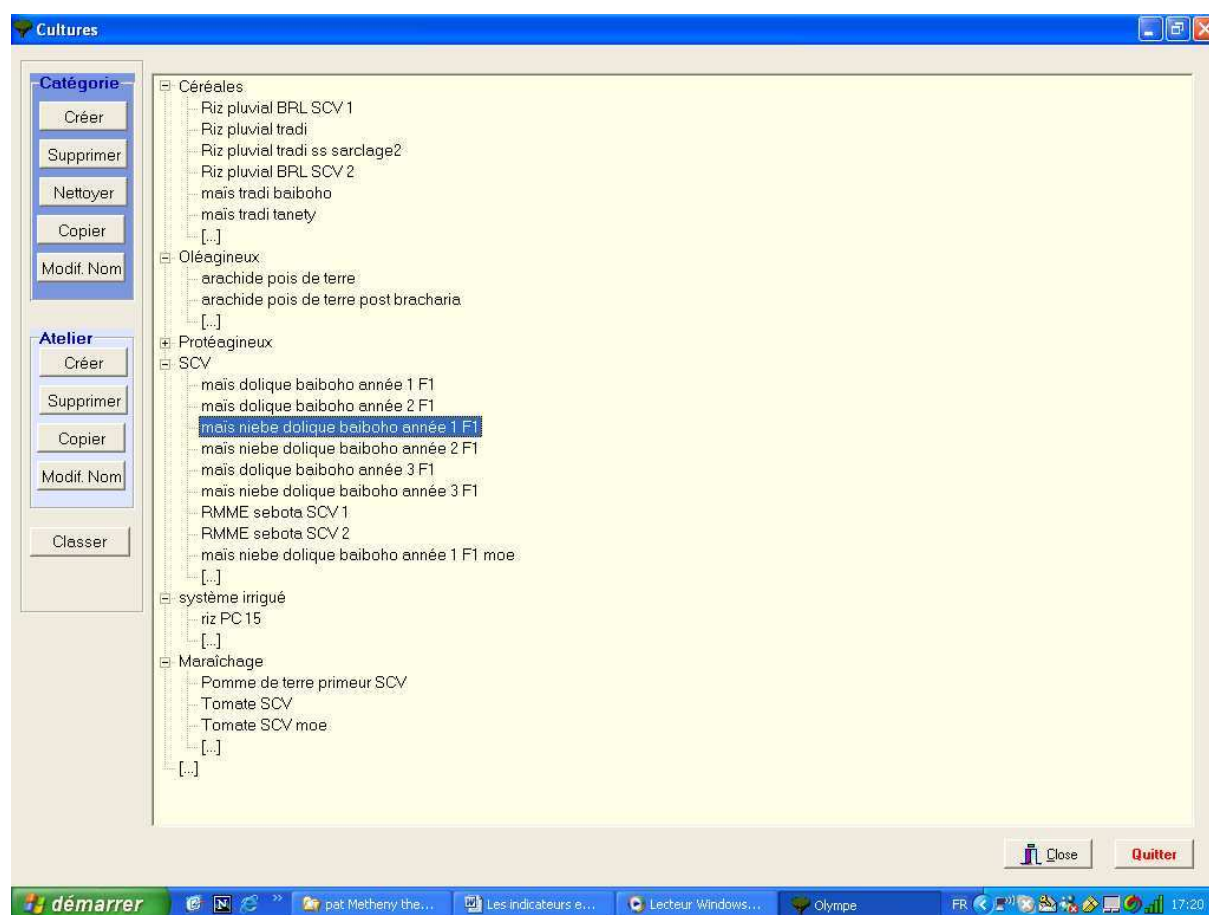 Cultures
Catégorie
Créer
Supprimer
Nettoyer
Copier
Modif. Nom
Atelier
Créer
Supprimer
Copier
Modif. Nom
Classer
Céréales
Riz pluvial BRL SCV 1
Riz pluvial tradi
Riz pluvial tradi ss sarclage2
Riz pluvial BRL SCV 2
maïs tradi baiboho
maïs tradi tanety
[...]
Oléagineux
arachide pois de terre
arachide pois de terre post bracharia
[...]
Protéagineux
SCV
maïs dolique baiboho année 1 F1
maïs dolique baiboho année 2 F1
maïs niebe dolique baiboho année 1 F1
maïs niebe dolique baiboho année 2 F1
maïs dolique baiboho année 3 F1
maïs niebe dolique baiboho année 3 F1
RMME sebota SCV 1
RMME sebota SCV 2
maïs niebe dolique baiboho année 1 F1 moe
[...]
système irrigué
riz PC 15
[...]
Maraîchage
Pomme de terre primeur SCV
Tomate SCV
Tomate SCV moe
[...]
[...]
Close
Quitter
démarrer
N
»
pat Metheny the...
Les indicateurs e...
Lecteur Windows...
Olympe
FR
17:20